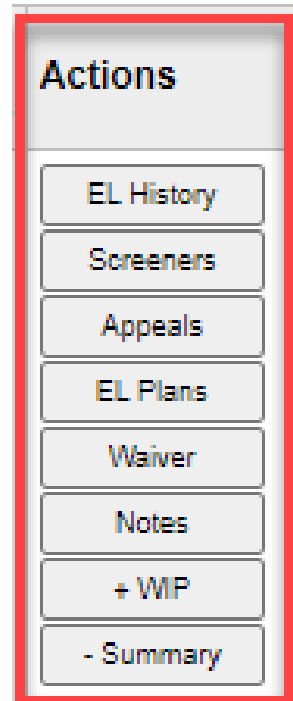 Actions
EL History
Screeners
Appeals
EL Plans
Waiver
Notes
+ WIP
- Summary